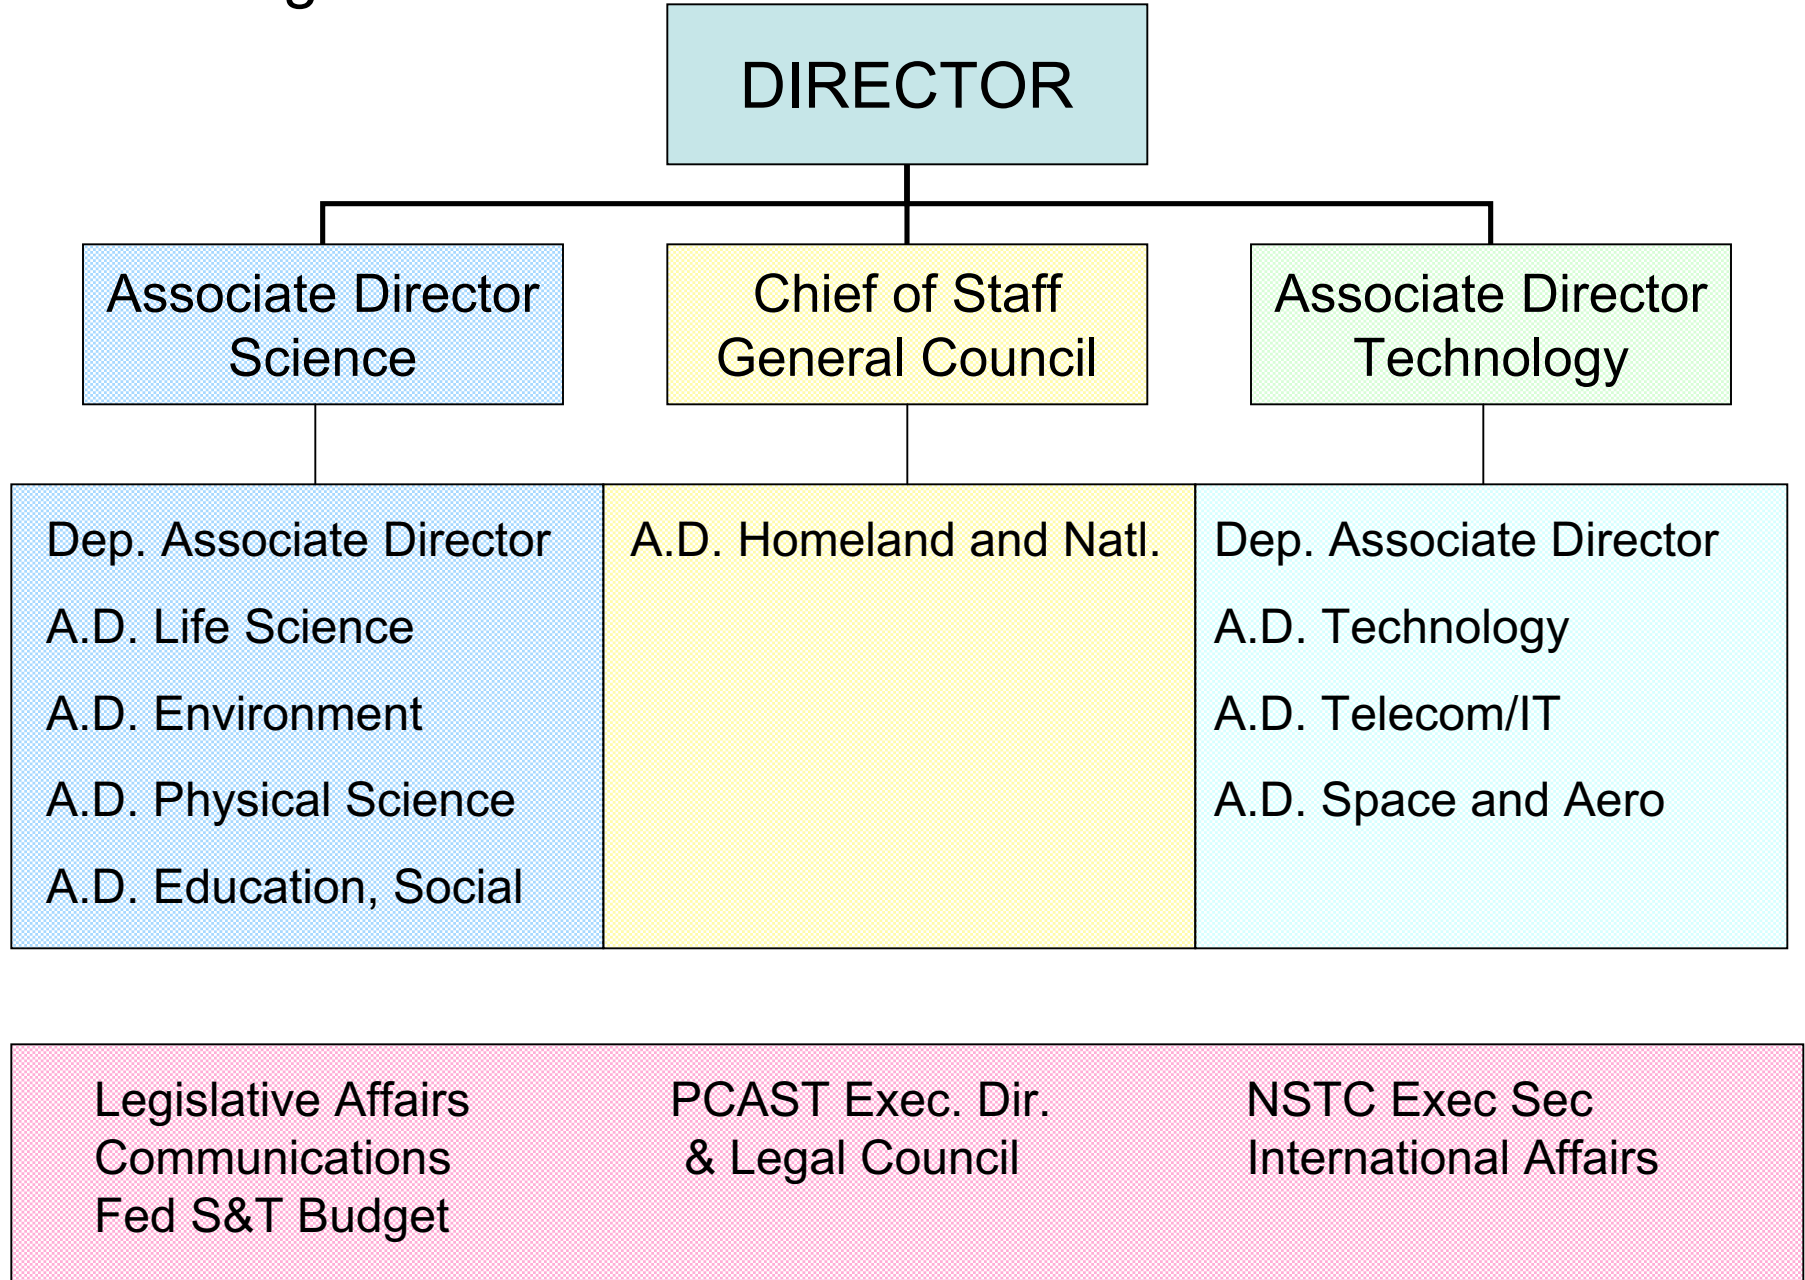 DIRECTOR
Associate Director
Science
Chief of Staff
General Council
Associate Director
Technology
Dep. Associate Director
A.D. Life Science
A.D. Environment
A.D. Physical Science
A.D. Education, Social
A.D. Homeland and Natl.
Dep. Associate Director
A.D. Technology
A.D. Telecom/IT
A.D. Space and Aero
Legislative Affairs
Communications
Fed S&T Budget
PCAST Exec. Dir.
& Legal Council
NSTC Exec Sec
International Affairs